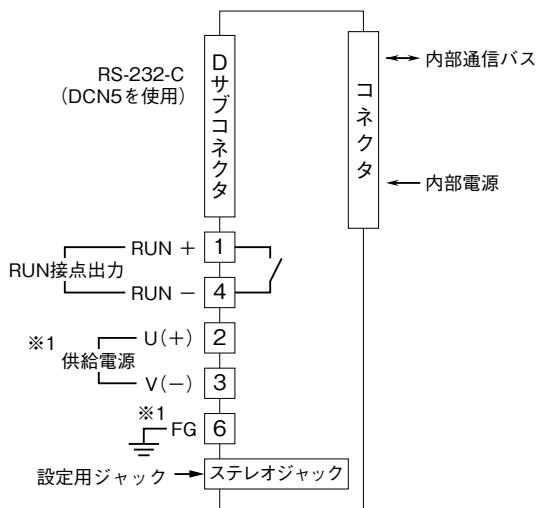 RS-232-C
（DCN5を使用）
Dサブコネクタ
コネクタ
内部通信バス
内部電源
RUN接点出力
RUN ＋
1
RUN －
4
※1
供給電源
U（＋）
2
V（－）
3
※1
FG
6
設定用ジャック
ステレオジャック